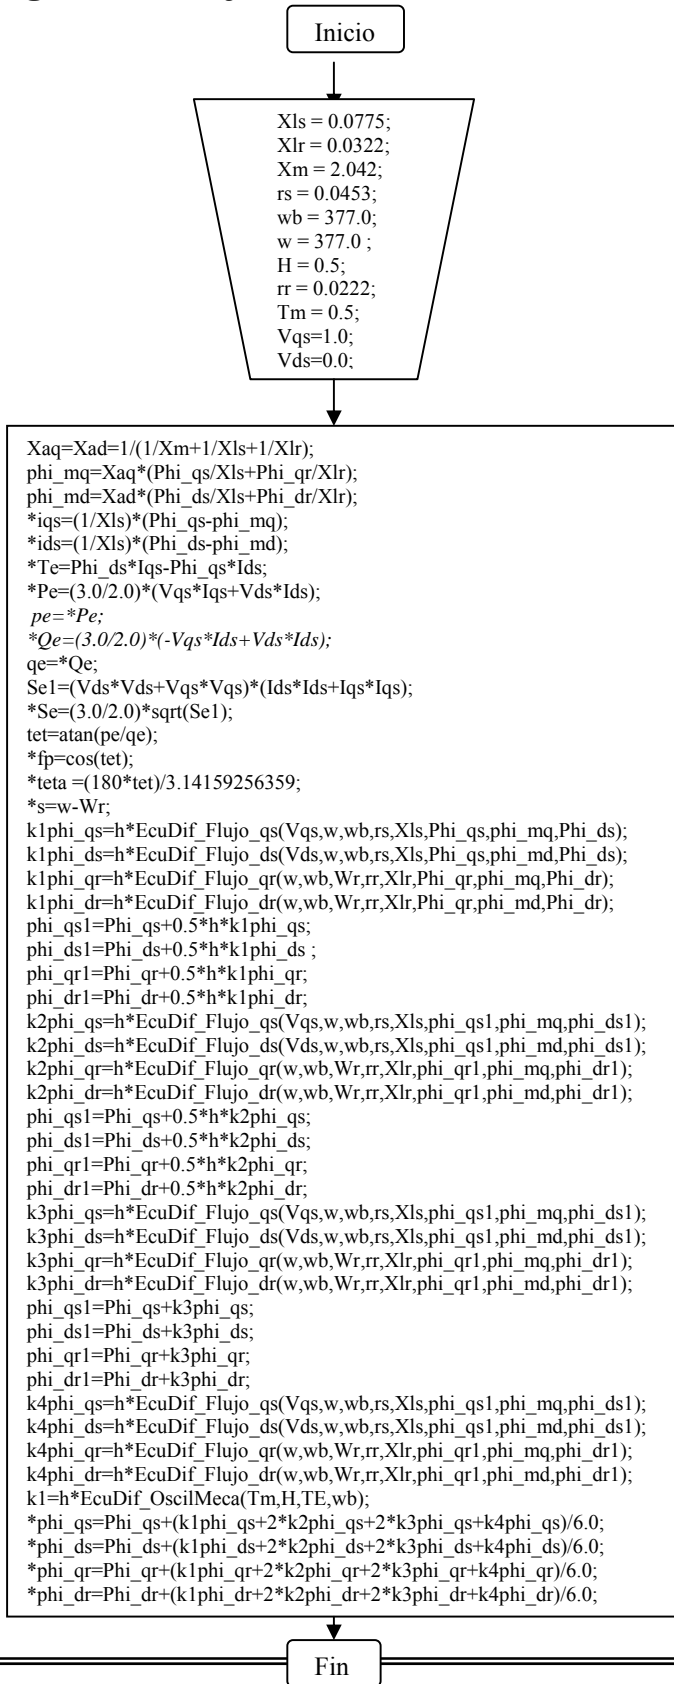 Inicio
Xls = 0.0775;
Xlr = 0.0322;
Xm = 2.042;
rs = 0.0453;
wb = 377.0;
w = 377.0 ;
H = 0.5;
rr = 0.0222;
Tm = 0.5;
Vqs=1.0;
Vds=0.0;
Xaq=Xad=1/(1/Xm+1/Xls+1/Xlr);
phi_mq=Xaq*(Phi_qs/Xls+Phi_qr/Xlr);
phi_md=Xad*(Phi_ds/Xls+Phi_dr/Xlr);
*iqs=(1/Xls)*(Phi_qs-phi_mq);
*ids=(1/Xls)*(Phi_ds-phi_md);
*Te=Phi_ds*Iqs-Phi_qs*Ids;
*Pe=(3.0/2.0)*(Vqs*Iqs+Vds*Ids);
pe=*Pe;
*Qe=(3.0/2.0)*(-Vqs*Ids+Vds*Ids);
qe=*Qe;
Se1=(Vds*Vds+Vqs*Vqs)*(Ids*Ids+Iqs*Iqs);
*Se=(3.0/2.0)*sqrt(Se1);
tet=atan(pe/qe);
*fp=cos(tet);
*teta =(180*tet)/3.14159256359;
*s=w-Wr;
k1phi_qs=h*EcuDif_Flujo_qs(Vqs,w,wb,rs,Xls,Phi_qs,phi_mq,Phi_ds);
k1phi_ds=h*EcuDif_Flujo_ds(Vds,w,wb,rs,Xls,Phi_qs,phi_md,Phi_ds);
k1phi_qr=h*EcuDif_Flujo_qr(w,wb,Wr,rr,Xlr,Phi_qr,phi_mq,Phi_dr);
k1phi_dr=h*EcuDif_Flujo_dr(w,wb,Wr,rr,Xlr,Phi_qr,phi_md,Phi_dr);
phi_qs1=Phi_qs+0.5*h*k1phi_qs;
phi_ds1=Phi_ds+0.5*h*k1phi_ds ;
phi_qr1=Phi_qr+0.5*h*k1phi_qr;
phi_dr1=Phi_dr+0.5*h*k1phi_dr;
k2phi_qs=h*EcuDif_Flujo_qs(Vqs,w,wb,rs,Xls,phi_qs1,phi_mq,phi_ds1);
k2phi_ds=h*EcuDif_Flujo_ds(Vds,w,wb,rs,Xls,phi_qs1,phi_md,phi_ds1);
k2phi_qr=h*EcuDif_Flujo_qr(w,wb,Wr,rr,Xlr,phi_qr1,phi_mq,phi_dr1);
k2phi_dr=h*EcuDif_Flujo_dr(w,wb,Wr,rr,Xlr,phi_qr1,phi_md,phi_dr1);
phi_qs1=Phi_qs+0.5*h*k2phi_qs;
phi_ds1=Phi_ds+0.5*h*k2phi_ds;
phi_qr1=Phi_qr+0.5*h*k2phi_qr;
phi_dr1=Phi_dr+0.5*h*k2phi_dr;
k3phi_qs=h*EcuDif_Flujo_qs(Vqs,w,wb,rs,Xls,phi_qs1,phi_mq,phi_ds1);
k3phi_ds=h*EcuDif_Flujo_ds(Vds,w,wb,rs,Xls,phi_qs1,phi_md,phi_ds1);
k3phi_qr=h*EcuDif_Flujo_qr(w,wb,Wr,rr,Xlr,phi_qr1,phi_mq,phi_dr1);
k3phi_dr=h*EcuDif_Flujo_dr(w,wb,Wr,rr,Xlr,phi_qr1,phi_md,phi_dr1);
phi_qs1=Phi_qs+k3phi_qs;
phi_ds1=Phi_ds+k3phi_ds;
phi_qr1=Phi_qr+k3phi_qr;
phi_dr1=Phi_dr+k3phi_dr;
k4phi_qs=h*EcuDif_Flujo_qs(Vqs,w,wb,rs,Xls,phi_qs1,phi_mq,phi_ds1);
k4phi_ds=h*EcuDif_Flujo_ds(Vds,w,wb,rs,Xls,phi_qs1,phi_md,phi_ds1);
k4phi_qr=h*EcuDif_Flujo_qr(w,wb,Wr,rr,Xlr,phi_qr1,phi_mq,phi_dr1);
k4phi_dr=h*EcuDif_Flujo_dr(w,wb,Wr,rr,Xlr,phi_qr1,phi_md,phi_dr1);
k1=h*EcuDif_OscilMeca(Tm,H,TE,wb);
*phi_qs=Phi_qs+(k1phi_qs+2*k2phi_qs+2*k3phi_qs+k4phi_qs)/6.0;
*phi_ds=Phi_ds+(k1phi_ds+2*k2phi_ds+2*k3phi_ds+k4phi_ds)/6.0;
*phi_qr=Phi_qr+(k1phi_qr+2*k2phi_qr+2*k3phi_qr+k4phi_qr)/6.0;
*phi_dr=Phi_dr+(k1phi_dr+2*k2phi_dr+2*k3phi_dr+k4phi_dr)/6.0;
Fin